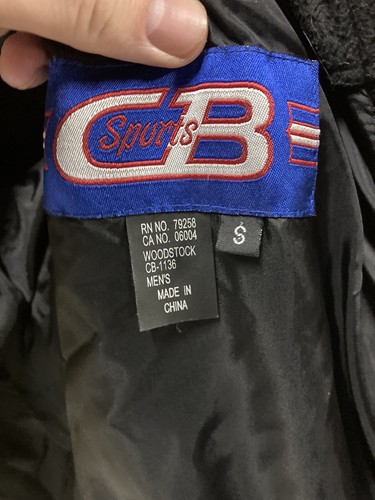 CB
Sports
RN NO. 79258
CA NO. 06004
WOODSTOCK
CB-1136
MEN'S
MADE IN
CHINA
S